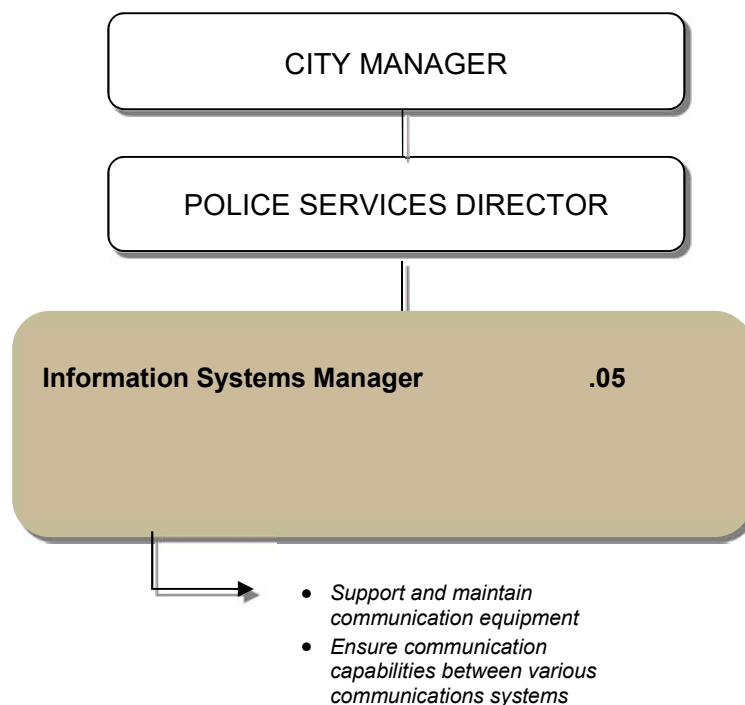 CITY MANAGER
POLICE SERVICES DIRECTOR
Information Systems Manager .05
• Support and maintain
communication equipment
• Ensure communication
capabilities between various
communications systems